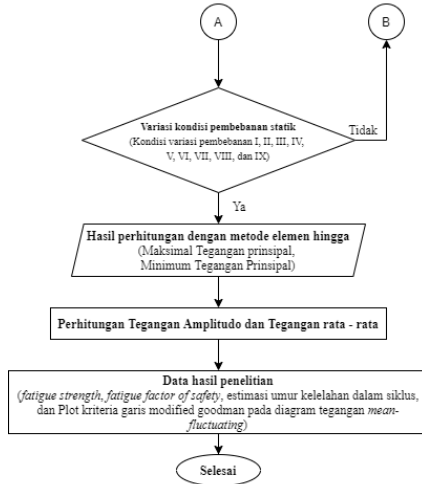 A
B
Variasi kondisi pembebanan statik
(Kondisi variasi pembebanan I, II, III, IV,
V, VI, VII, VIII, dan IX)
Tidak
Ya
Hasil perhitungan dengan metode elemen hingga
(Maksimal Tegangan prinsipal,
Minimum Tegangan Prinsipal)
Perhitungan Tegangan Amplitudo dan Tegangan rata - rata
Data hasil penelitian
(fatigue strength, fatigue factor of safety, estimasi umur kelelahan dalam siklus,
dan Plot kriteria garis modified goodman pada diagram tegangan mean-
fluctuating)
Selesai